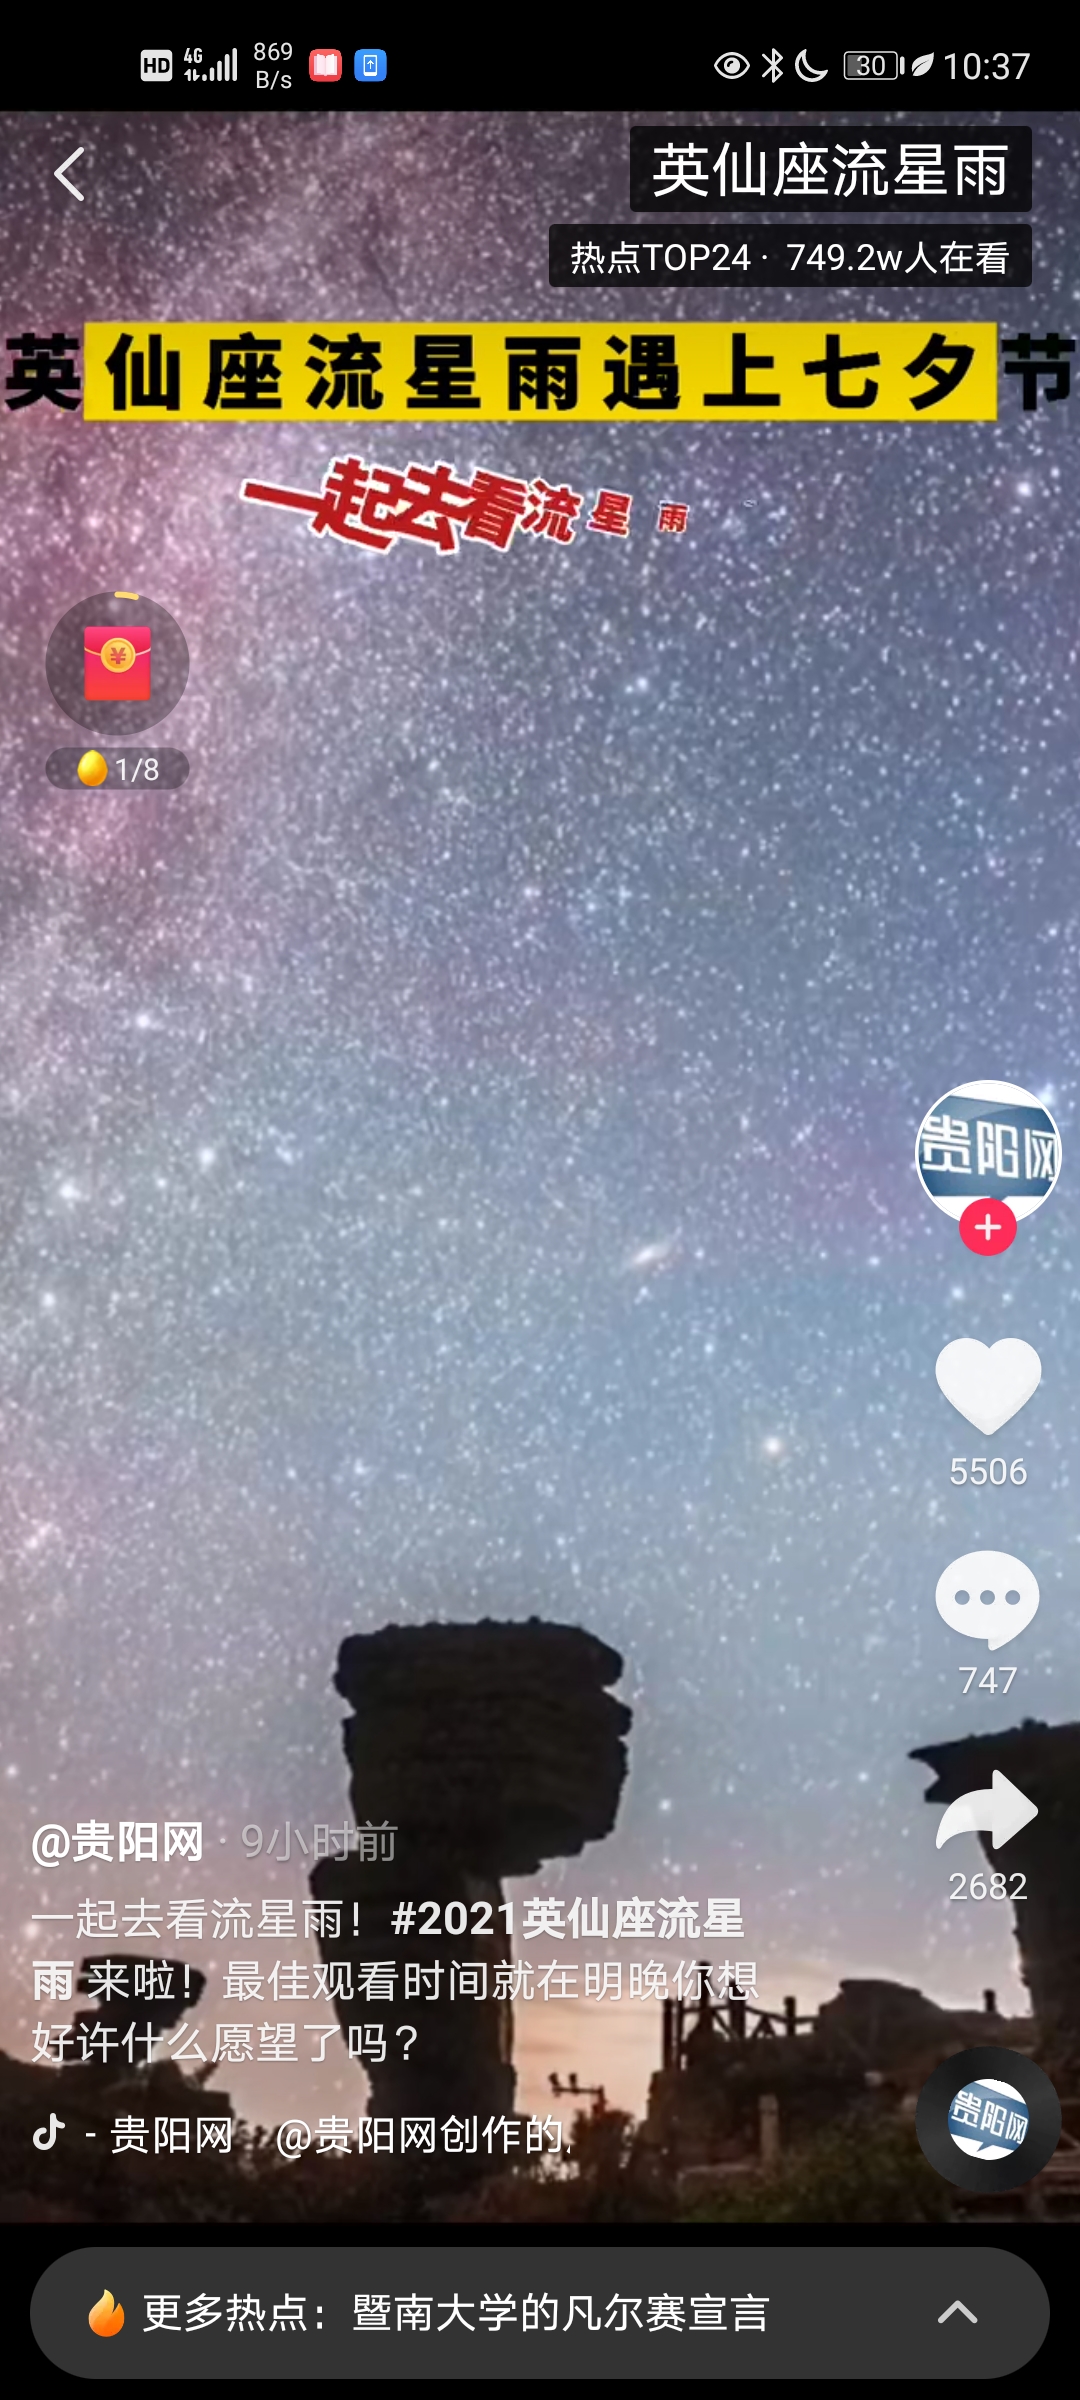 HD 4G 869 B/s 30 10:37
英仙座流星雨
热点TOP24 · 749.2w人在看
英仙座流星雨遇上七夕节
一起去看流星雨
¥
1/8
贵阳网
5506
747
2682
@贵阳网 · 9小时前
一起去看流星雨！#2021英仙座流星
雨 来啦！最佳观看时间就在明晚你想
好许什么愿望了吗？
- 贵阳网 @贵阳网创作的
贵阳网
更多热点：暨南大学的凡尔赛宣言